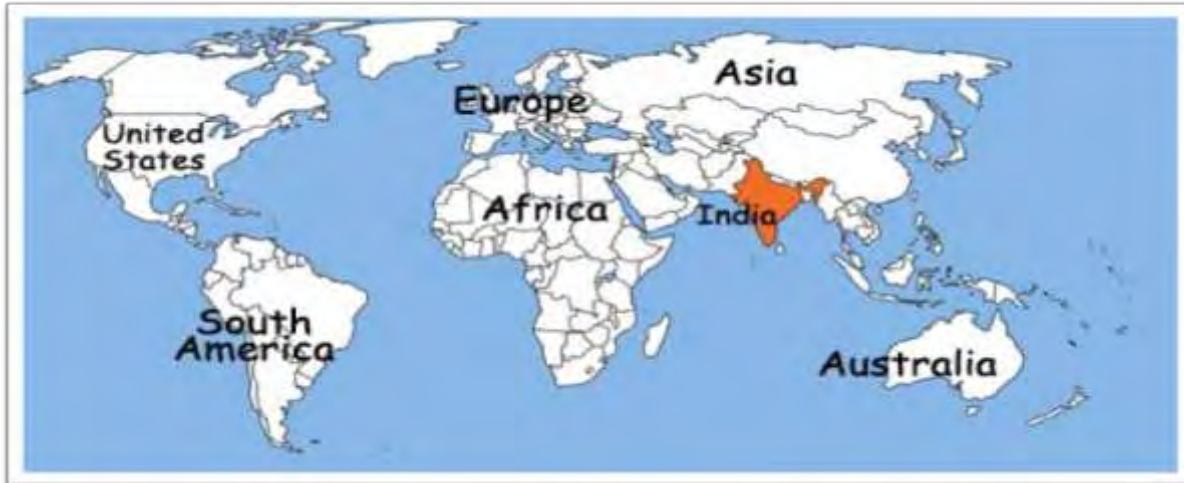 Asia
Europe
United
States
Africa
India
South
America
Australia